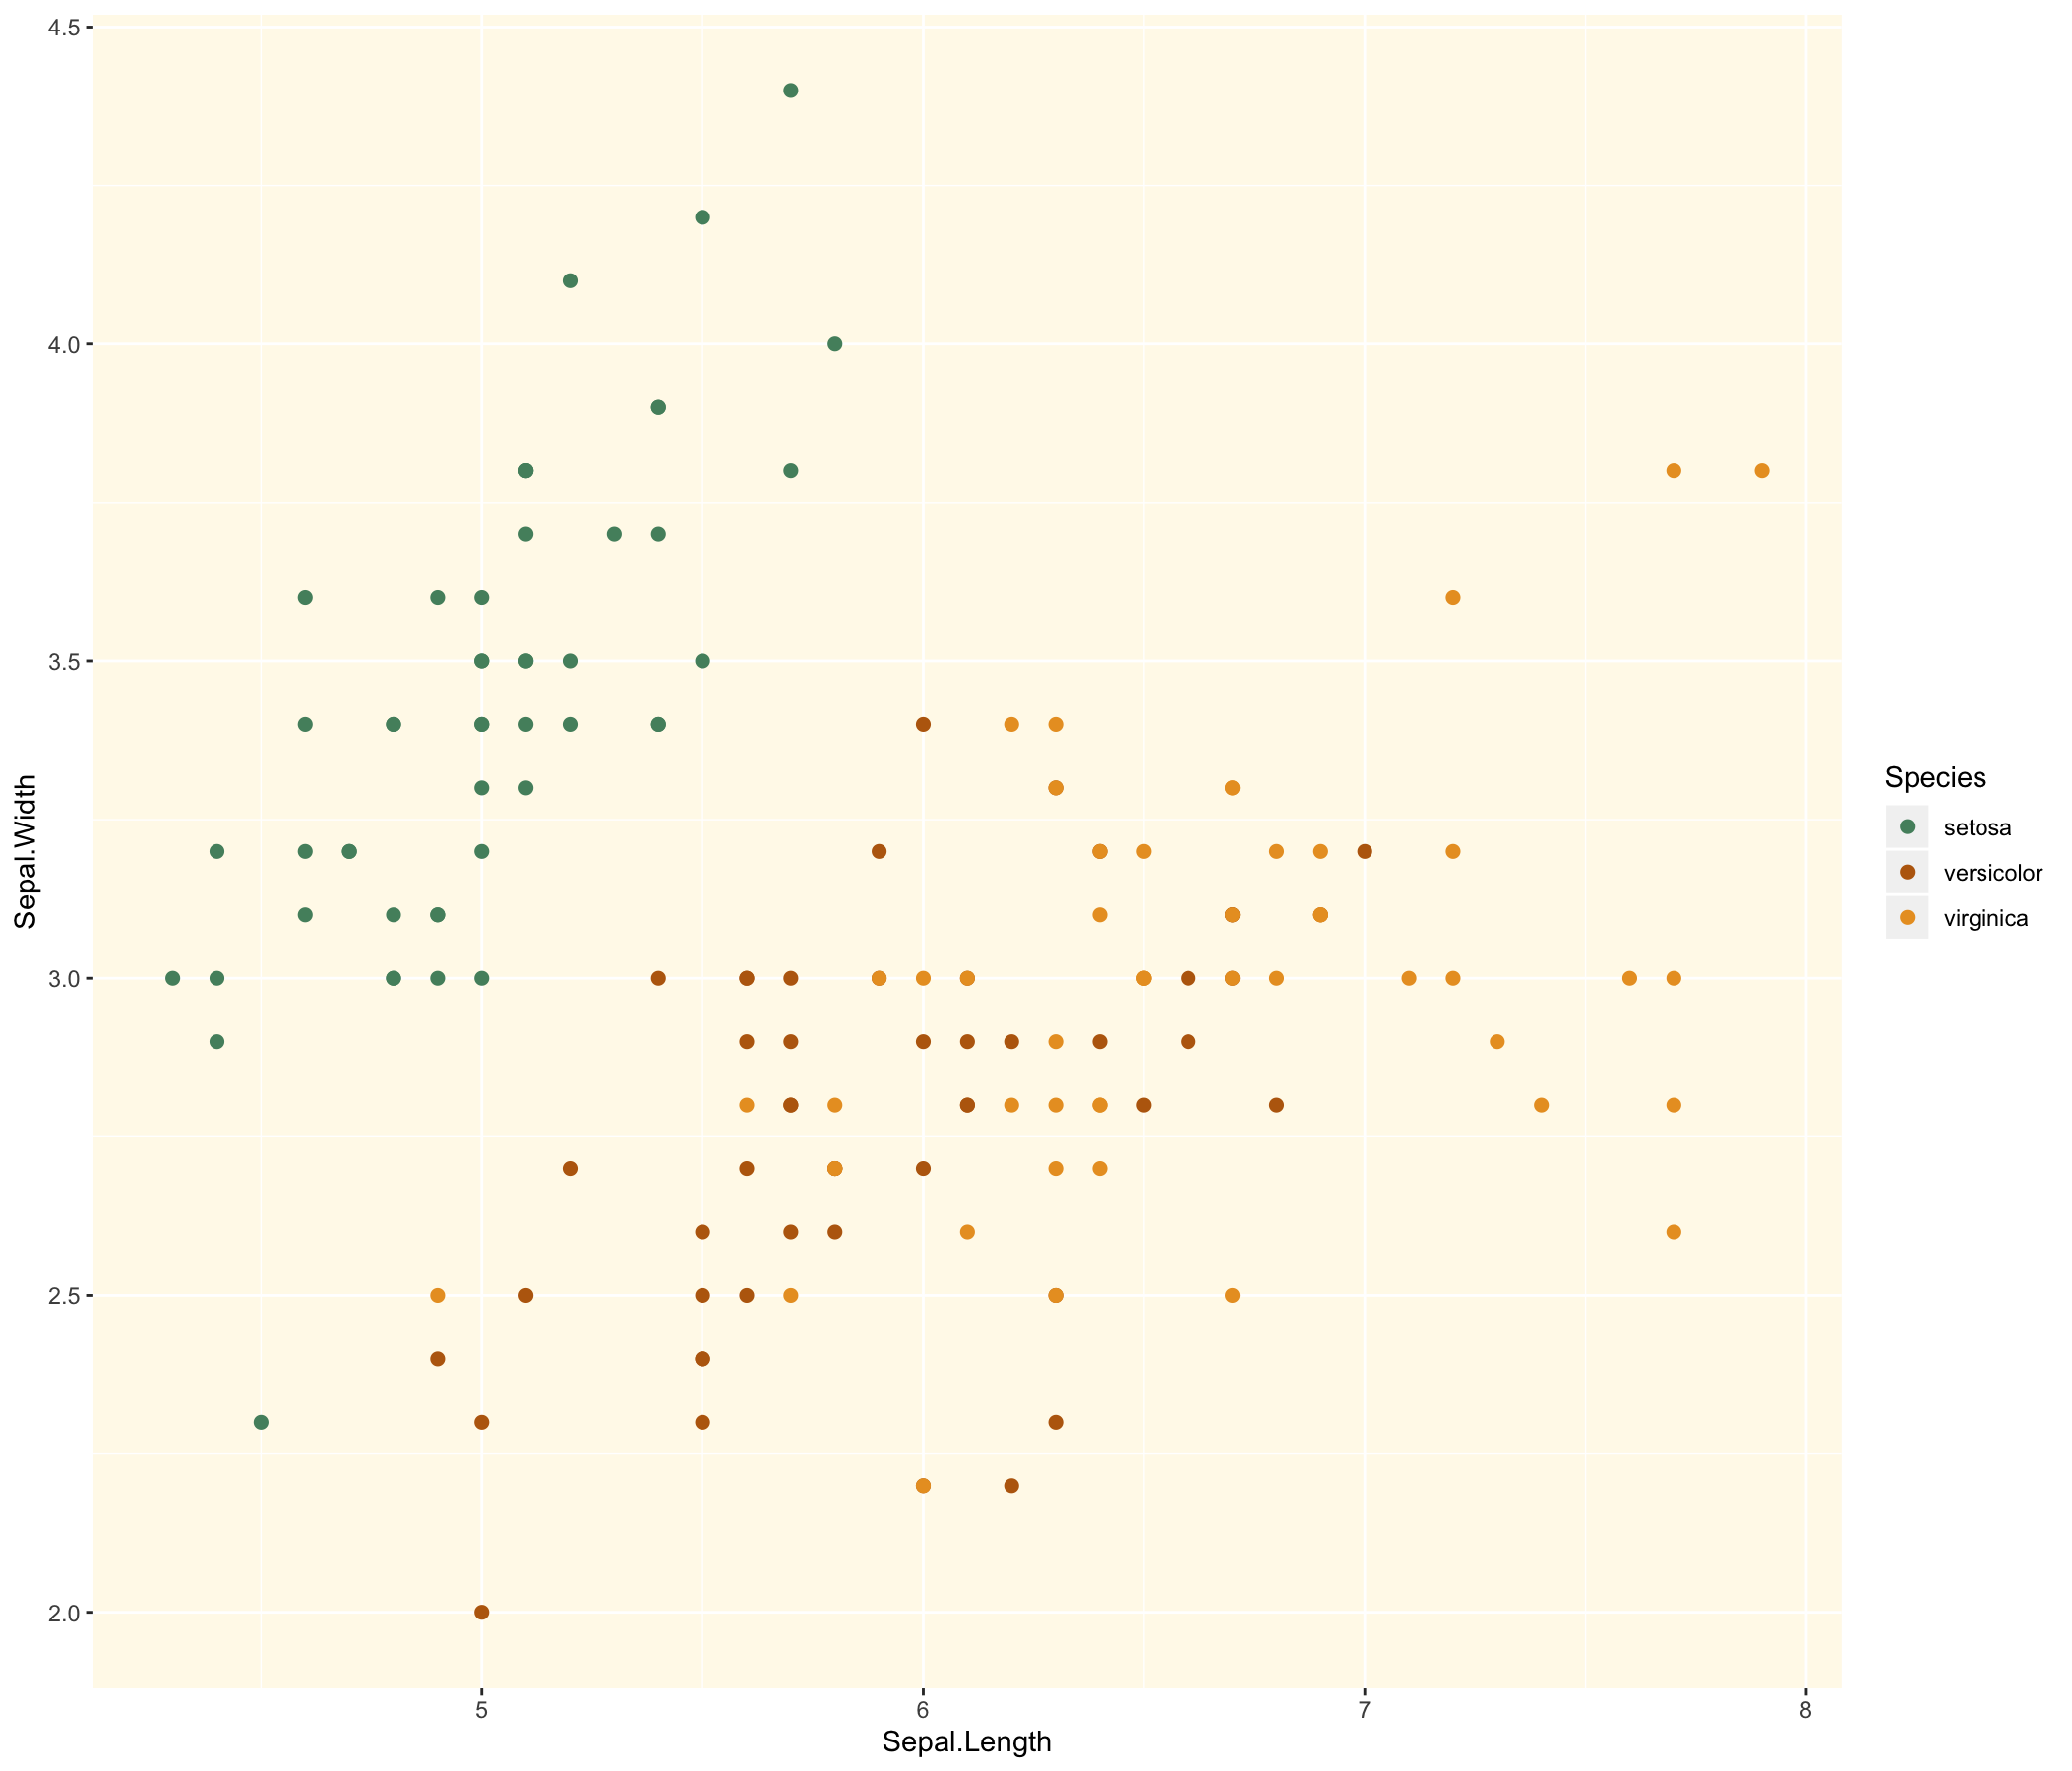 4.5
4.0
3.5
3.0
2.5
2.0
Sepal.Width
5 6 7 8
Sepal.Length
Species
setosa
versicolor
virginica